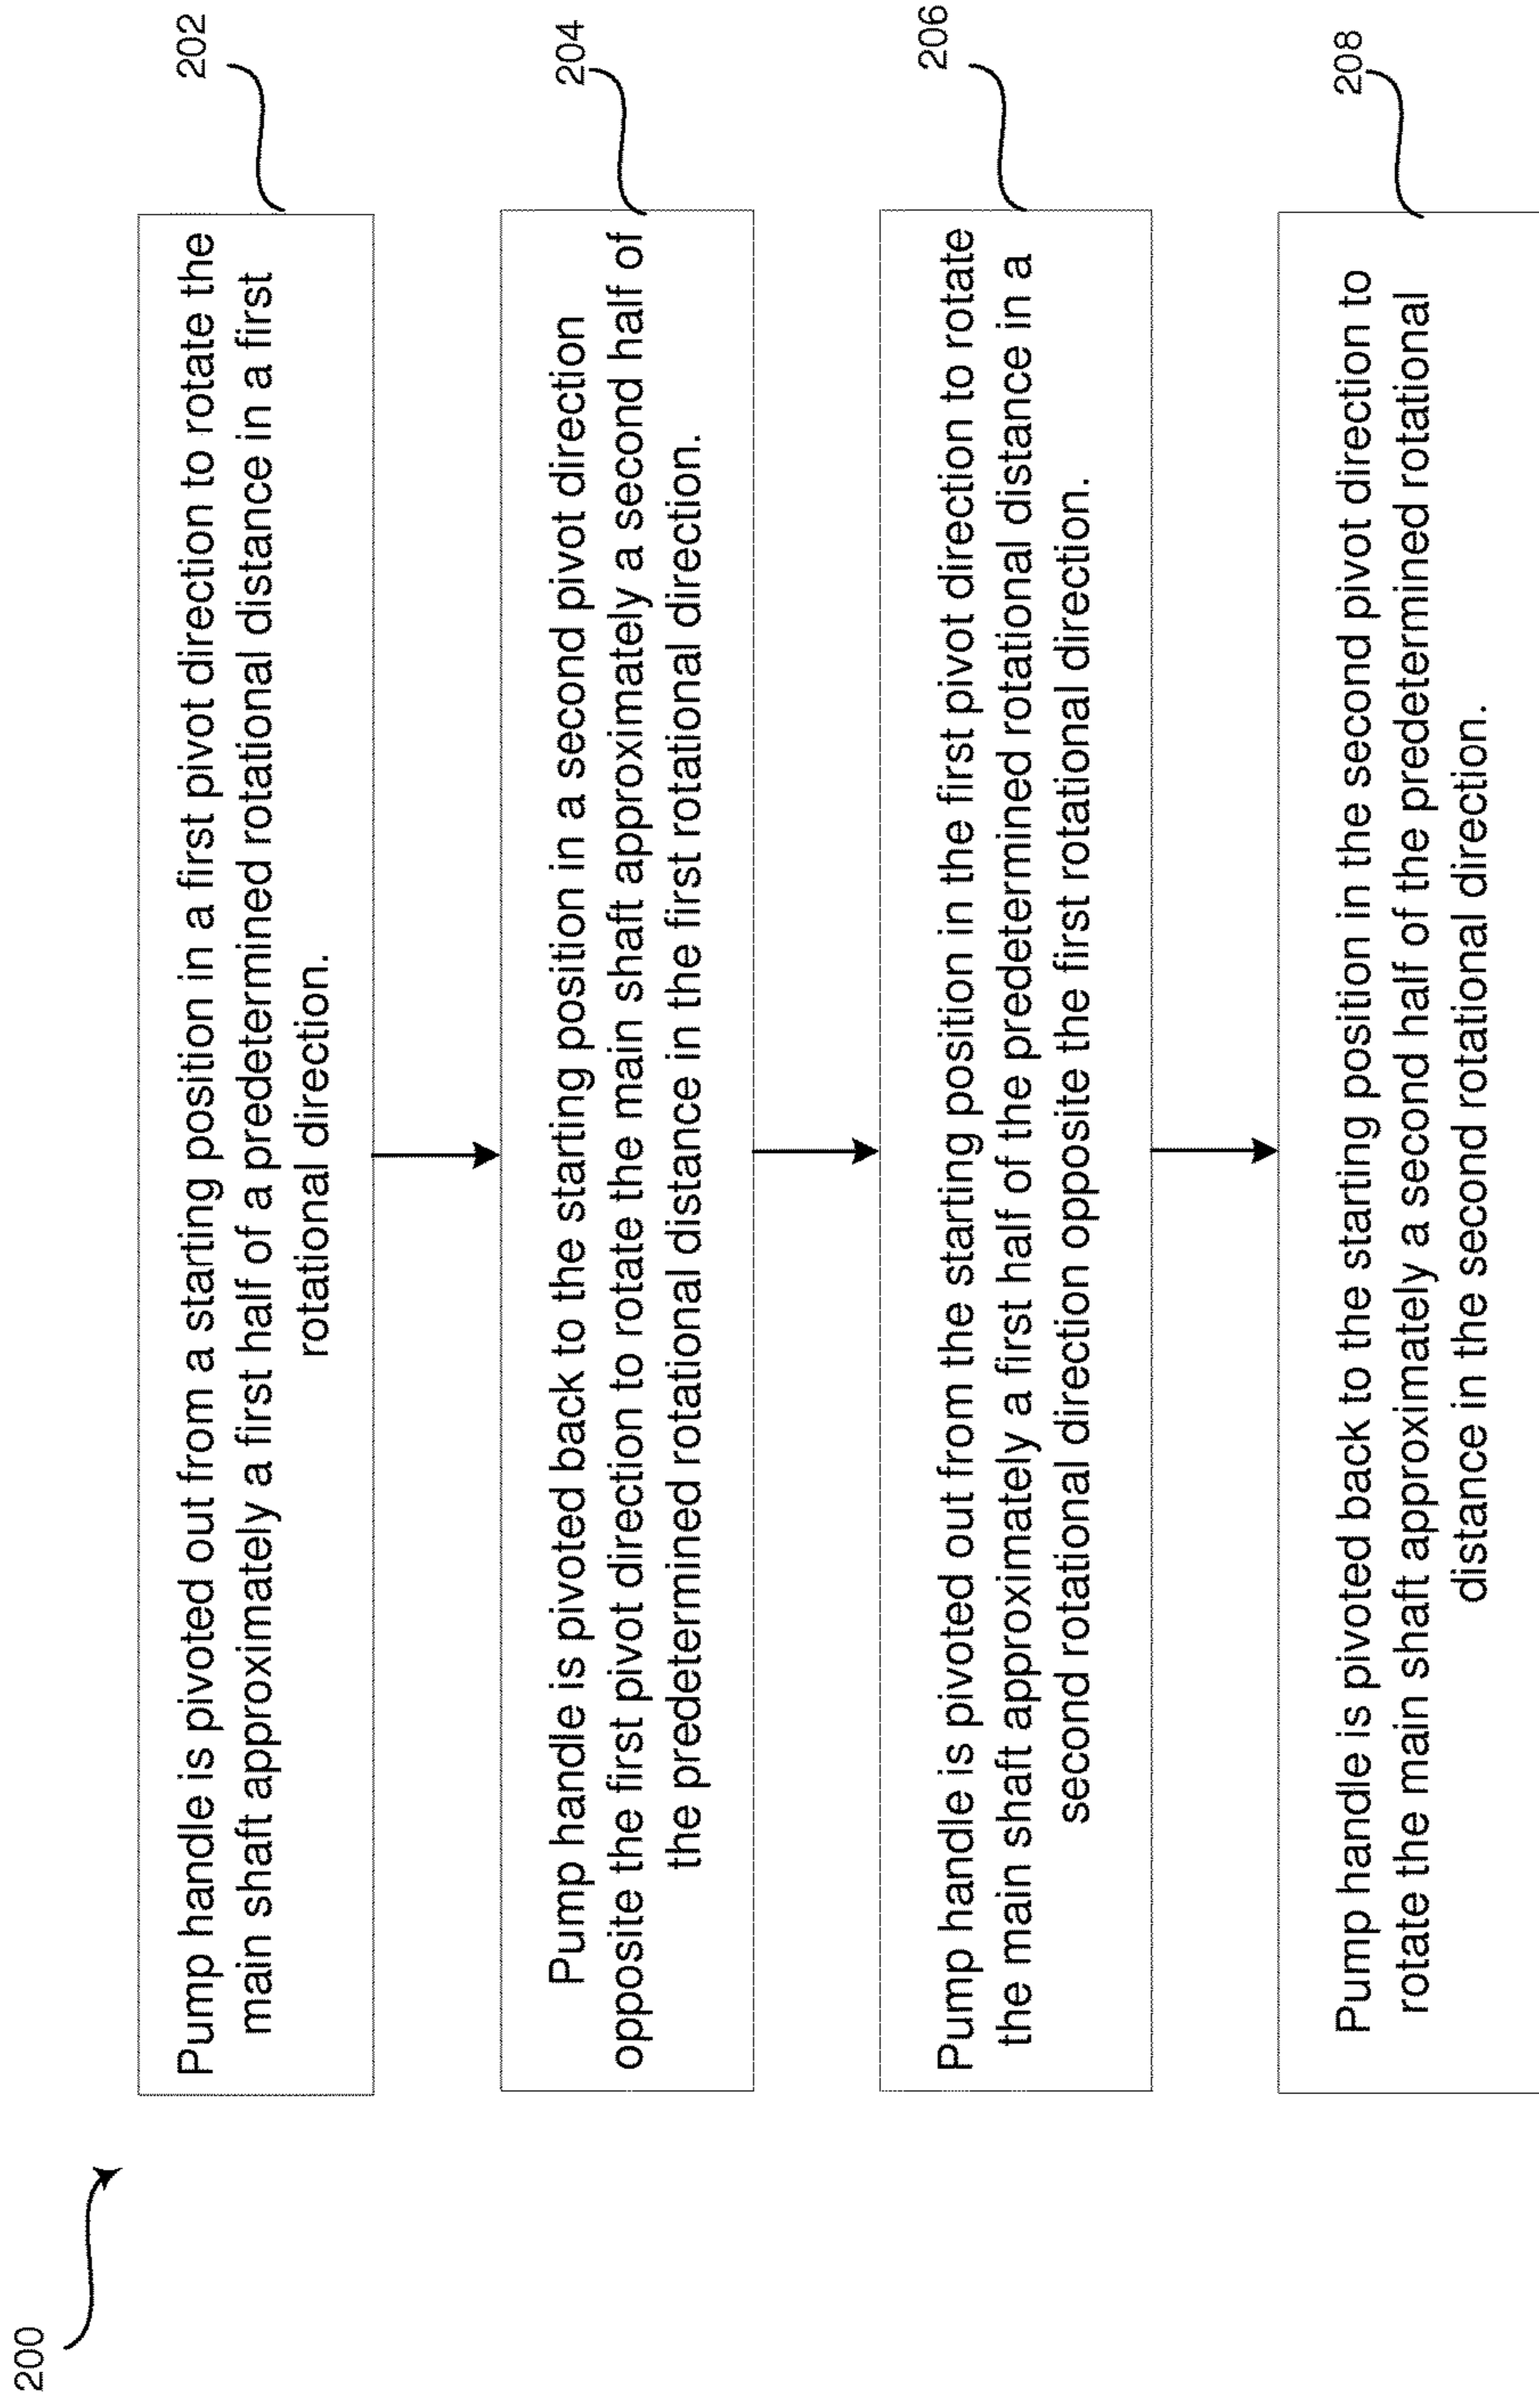 200
202
Pump handle is pivoted out from a starting position in a first pivot direction to rotate the
main shaft approximately a first half of a predetermined rotational distance in a first
rotational direction.
204
Pump handle is pivoted back to the starting position in a second pivot direction
opposite the first pivot direction to rotate the main shaft approximately a second half of
the predetermined rotational distance in the first rotational direction.
206
Pump handle is pivoted out from the starting position in the first pivot direction to rotate
the main shaft approximately a first half of the predetermined rotational distance in a
second rotational direction opposite the first rotational direction.
208
Pump handle is pivoted back to the starting position in the second pivot direction to
rotate the main shaft approximately a second half of the predetermined rotational
distance in the second rotational direction.